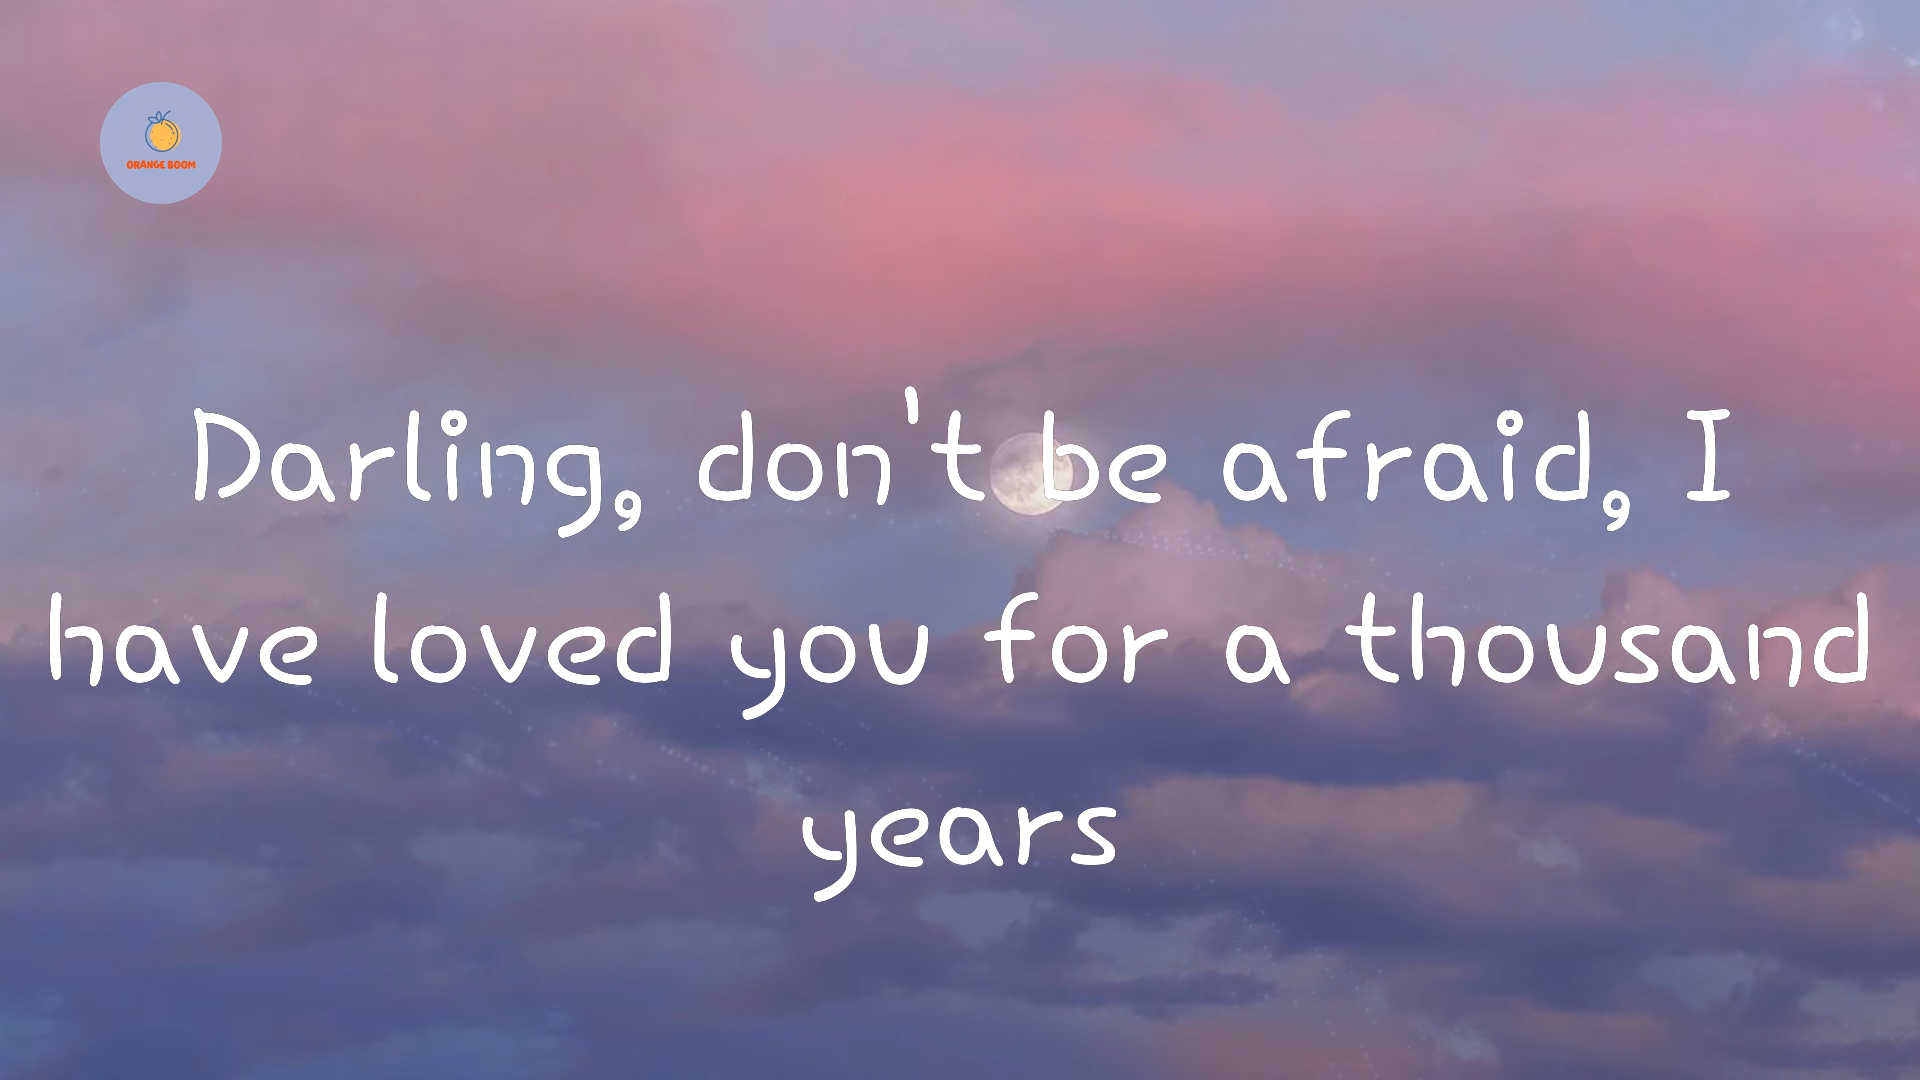 ORANGE BOOM
Darling, don't be afraid, I
have loved you for a thousand
years